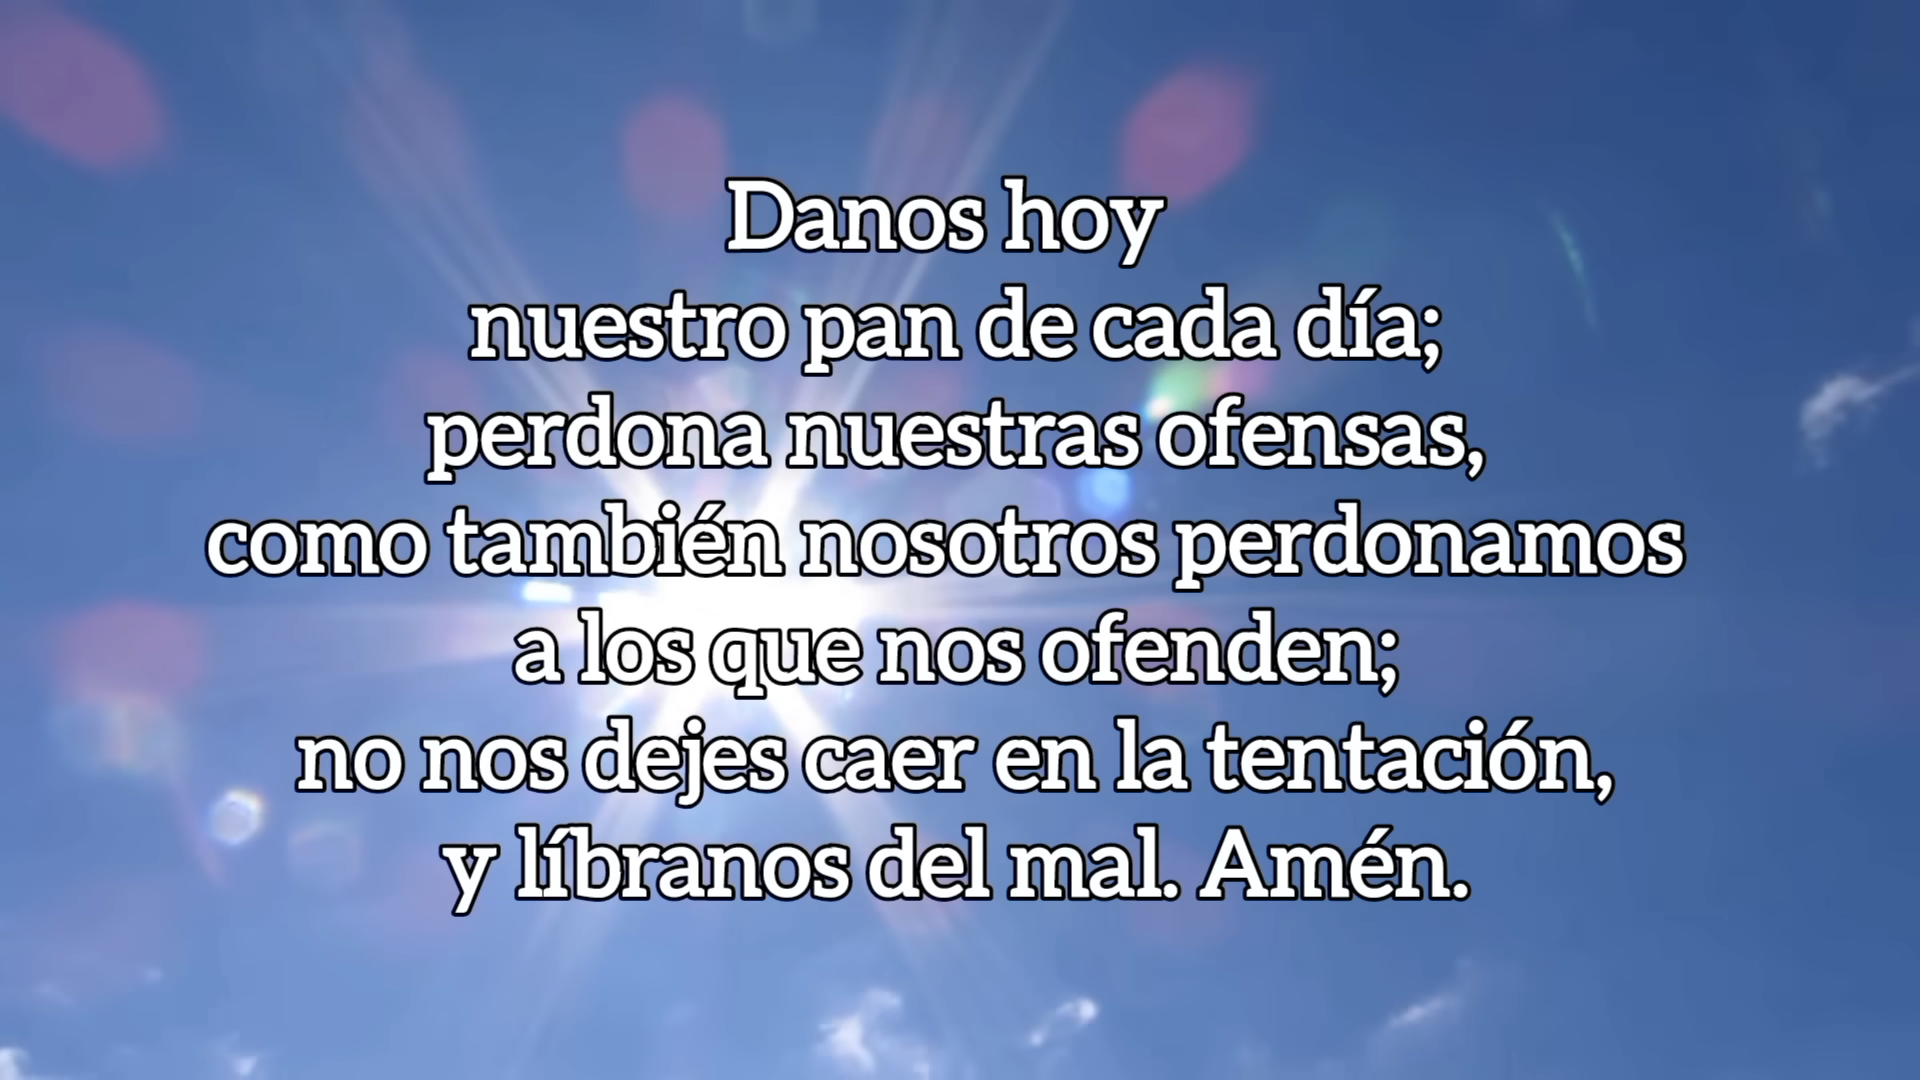 Danos hoy
nuestro pan de cada día;
perdona nuestras ofensas,
como también nosotros perdonamos
a los que nos ofenden;
no nos dejes caer en la tentación,
y líbranos del mal. Amén.